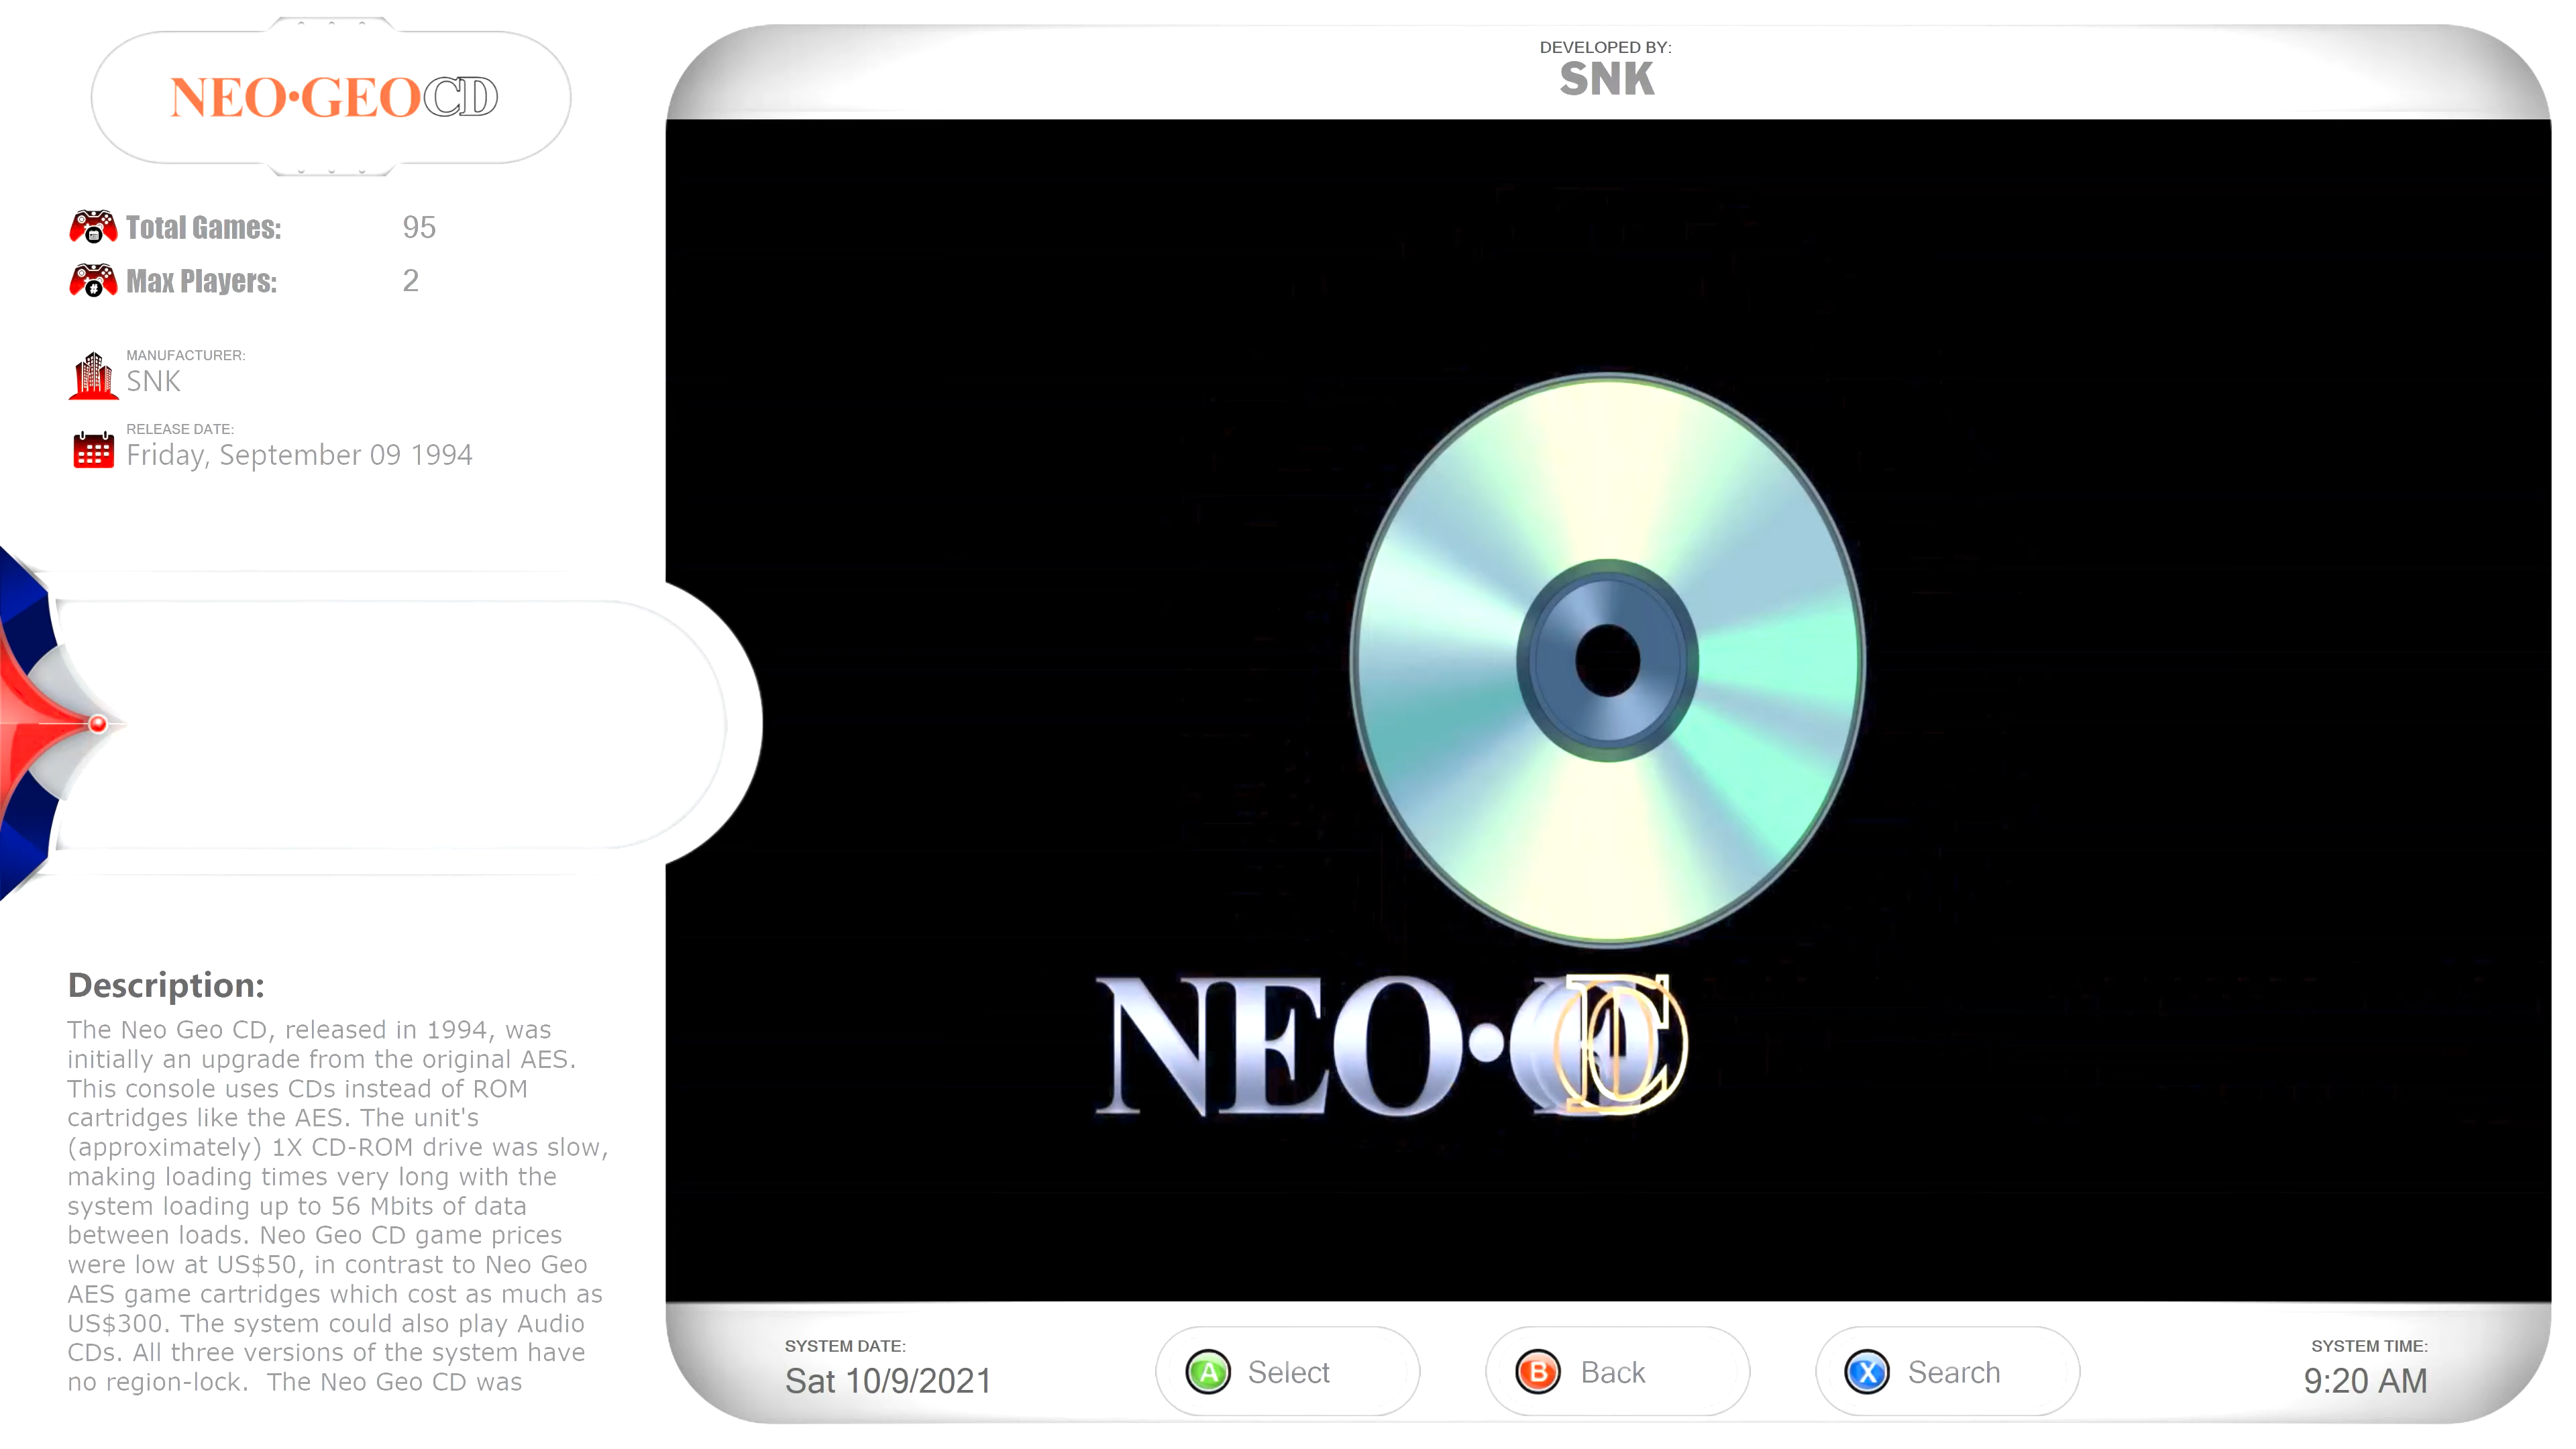 NEO•GEO CD
Total Games: 95
Max Players: 2
MANUFACTURER:
SNK
RELEASE DATE:
Friday, September 09 1994
Description:
The Neo Geo CD, released in 1994, was
initially an upgrade from the original AES.
This console uses CDs instead of ROM
cartridges like the AES. The unit's
(approximately) 1X CD-ROM drive was slow,
making loading times very long with the
system loading up to 56 Mbits of data
between loads. Neo Geo CD game prices
were low at US$50, in contrast to Neo Geo
AES game cartridges which cost as much as
US$300. The system could also play Audio
CDs. All three versions of the system have
no region-lock.  The Neo Geo CD was
DEVELOPED BY:
SNK
NEO•
SYSTEM DATE:
Sat 10/9/2021
A Select
B Back
X Search
SYSTEM TIME:
9:20 AM